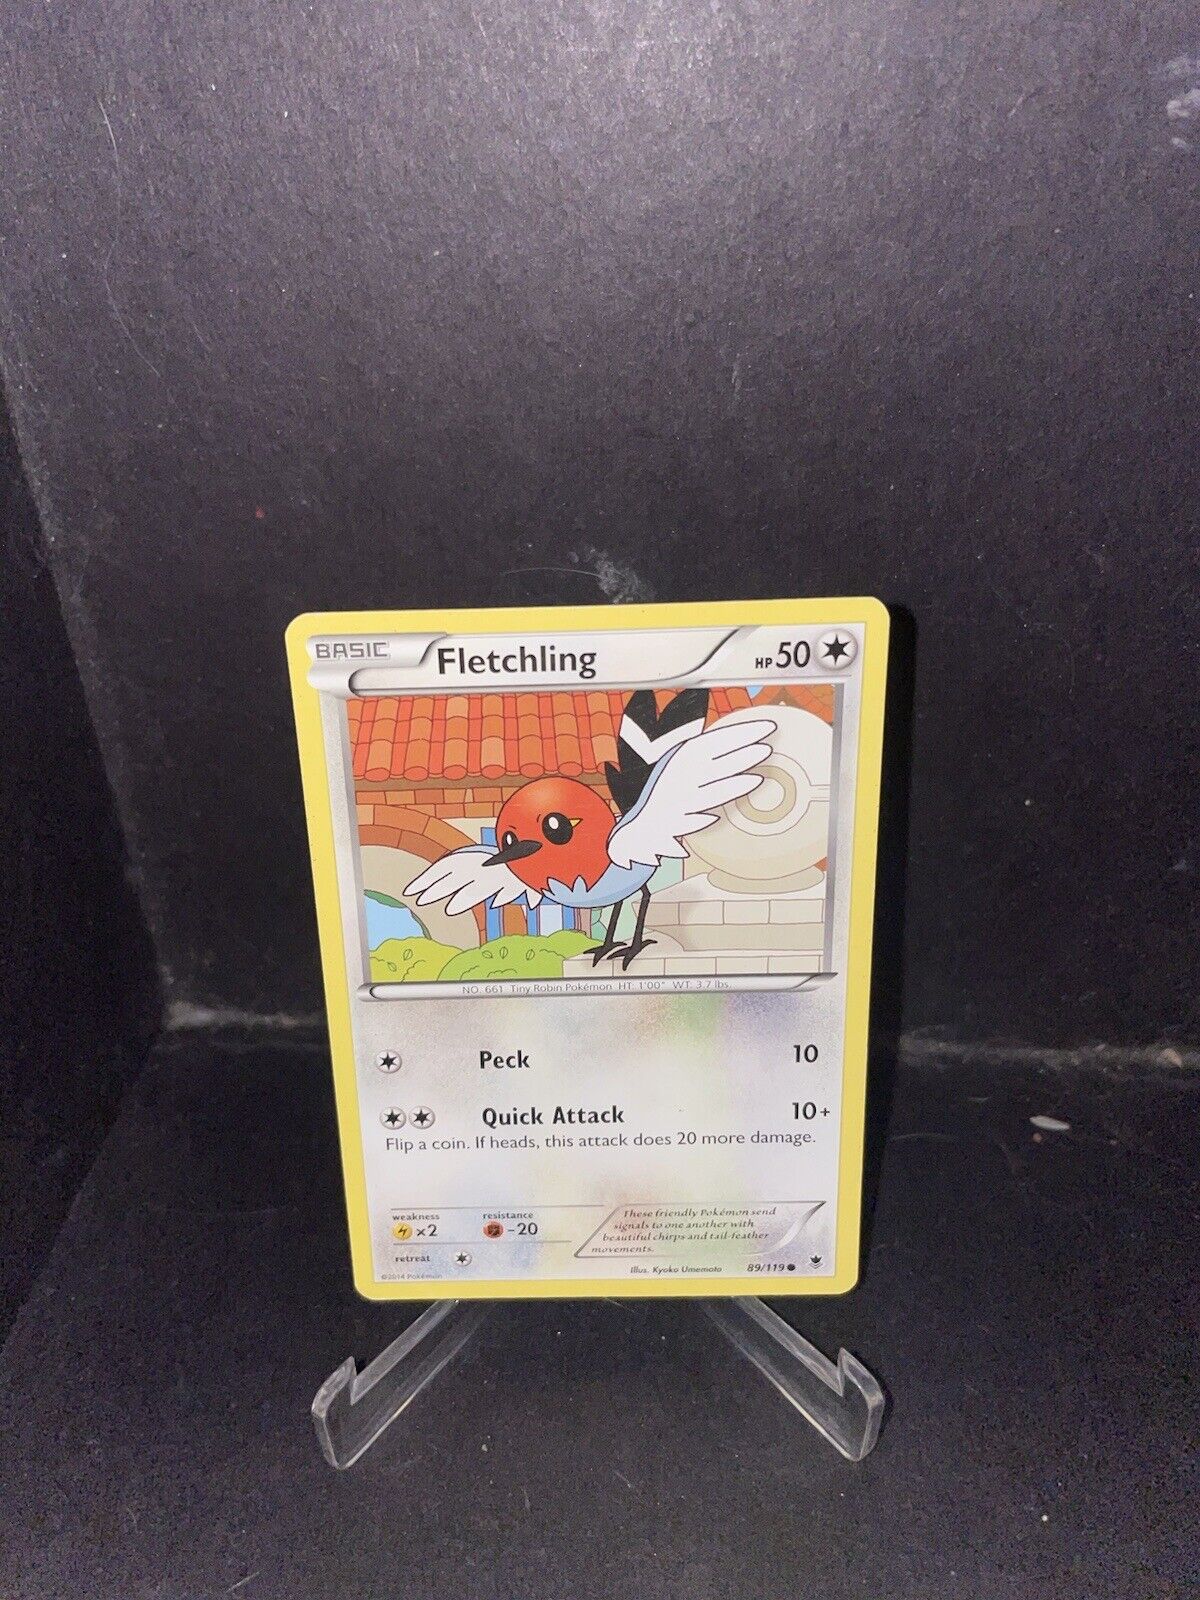 BASIC Fletchling HP 50
NO. 661 Tiny Robin Pokémon HT: 1'00" WT: 3.7 lbs.
Peck 10
Quick Attack 10+
Flip a coin. If heads, this attack does 20 more damage.
weakness resistance
×2 -20
retreat
These friendly Pokémon send
signals to one another with
beautiful chirps and tail-feather
movements.
Illus. Kyoko Umemoto 89/119
©2014 Pokémon